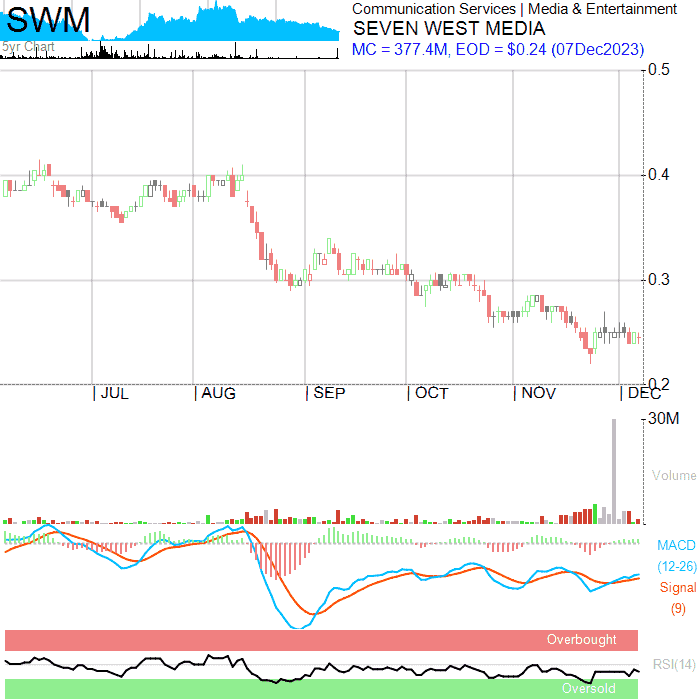 SWM
5yr Chart
Communication Services | Media & Entertainment
SEVEN WEST MEDIA
MC = 377.4M, EOD = $0.24 (07Dec2023)
0.5
0.4
0.3
0.2
| JUL | AUG | SEP | OCT | NOV | DEC
30M
Volume
MACD
(12-26)
Signal
(9)
Overbought
RSI(14)
Oversold